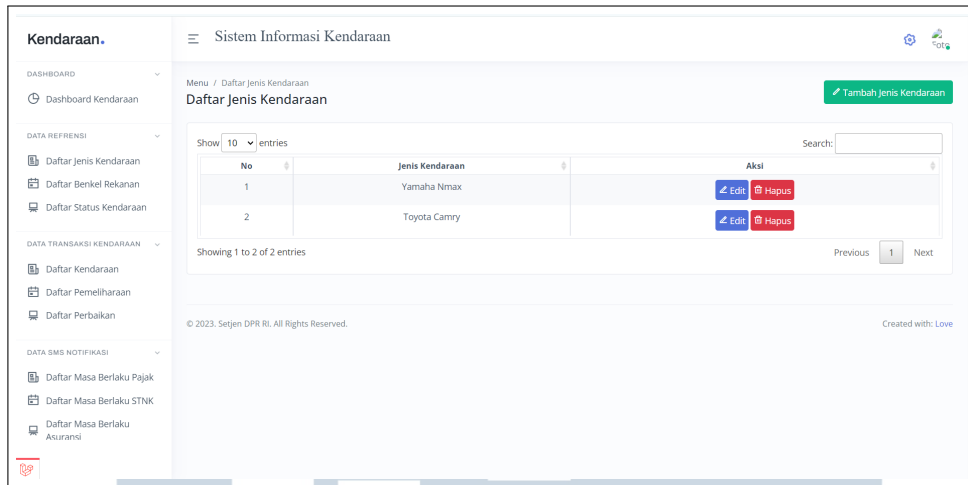 Kendaraan.
Sistem Informasi Kendaraan
Foto
DASHBOARD
Dashboard Kendaraan
DATA REFRENSI
Daftar Jenis Kendaraan
Daftar Benkel Rekanan
Daftar Status Kendaraan
DATA TRANSAKSI KENDARAAN
Daftar Kendaraan
Daftar Pemeliharaan
Daftar Perbaikan
DATA SMS NOTIFIKASI
Daftar Masa Berlaku Pajak
Daftar Masa Berlaku STNK
Daftar Masa Berlaku
Asuransi
Menu / Daftar Jenis Kendaraan
Daftar Jenis Kendaraan
Tambah Jenis Kendaraan
Show 10 entries
Search:
No Jenis Kendaraan Aksi
1 Yamaha Nmax Edit Hapus
2 Toyota Camry Edit Hapus
Showing 1 to 2 of 2 entries
Previous 1 Next
© 2023. Setjen DPR RI. All Rights Reserved.
Created with: Love